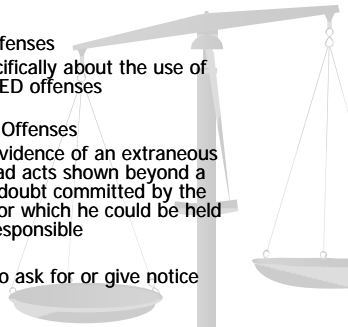 fenses
cifically about the use of
ED offenses
Offenses
vidence of an extraneous
ad acts shown beyond a
doubt committed by the
or which he could be held
esponsible
o ask for or give notice